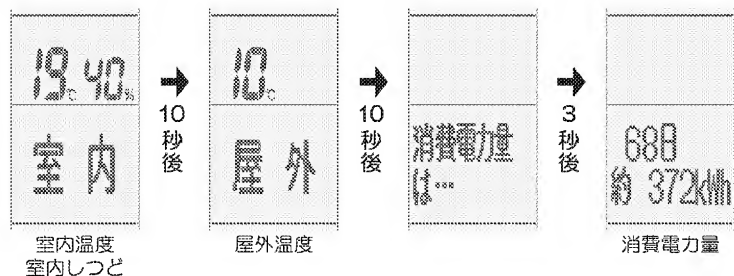 19℃ 40%
室内
室内温度
室内しつど
10
秒
後
10℃
屋外
屋外温度
10
秒
後
消費電力量
は…
3
秒
後
68日
約 372kWh
消費電力量